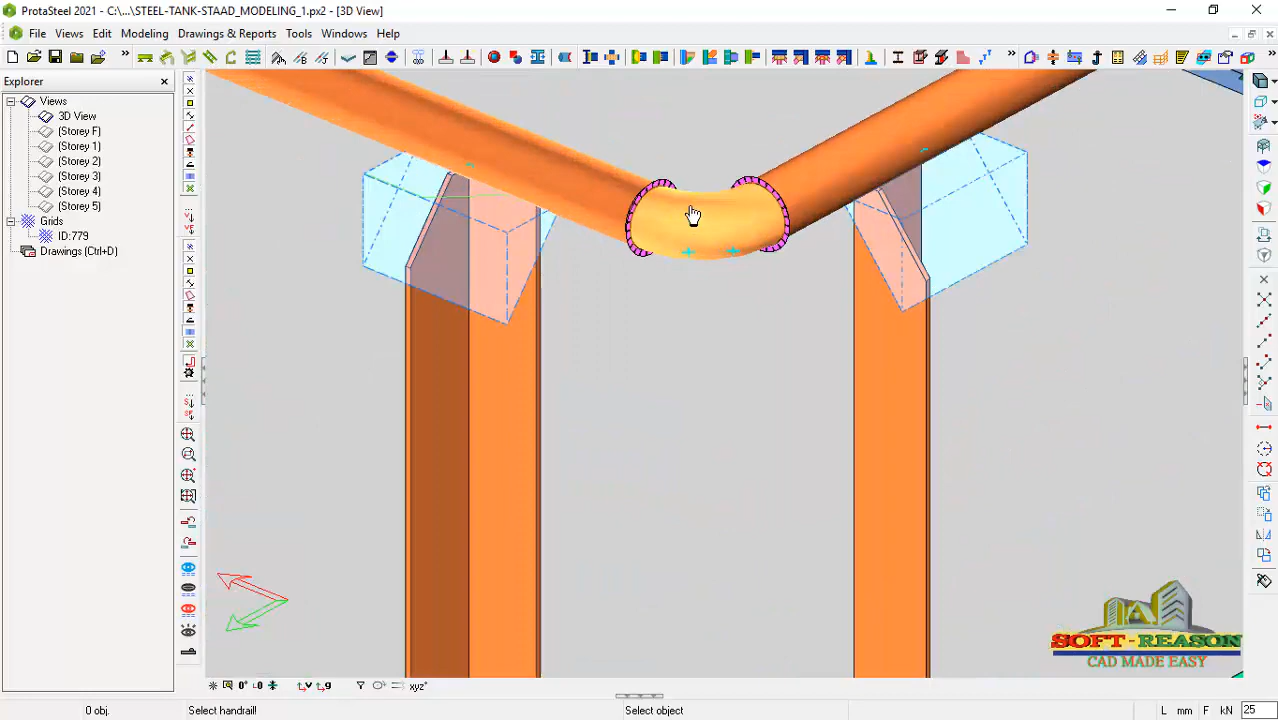 ProtaSteel 2021 - C:\...\STEEL-TANK-STAAD_MODELING_1.px2 - [3D View]
File Views Edit Modeling Drawings & Reports Tools Windows Help
Explorer
Views
3D View
(Storey F)
(Storey 1)
(Storey 2)
(Storey 3)
(Storey 4)
(Storey 5)
Grids
ID:779
Drawings (Ctrl+D)
SOFT-REASON
CAD MADE EASY
xyz
0 obj. Select handrail! Select object L mm F kN 25